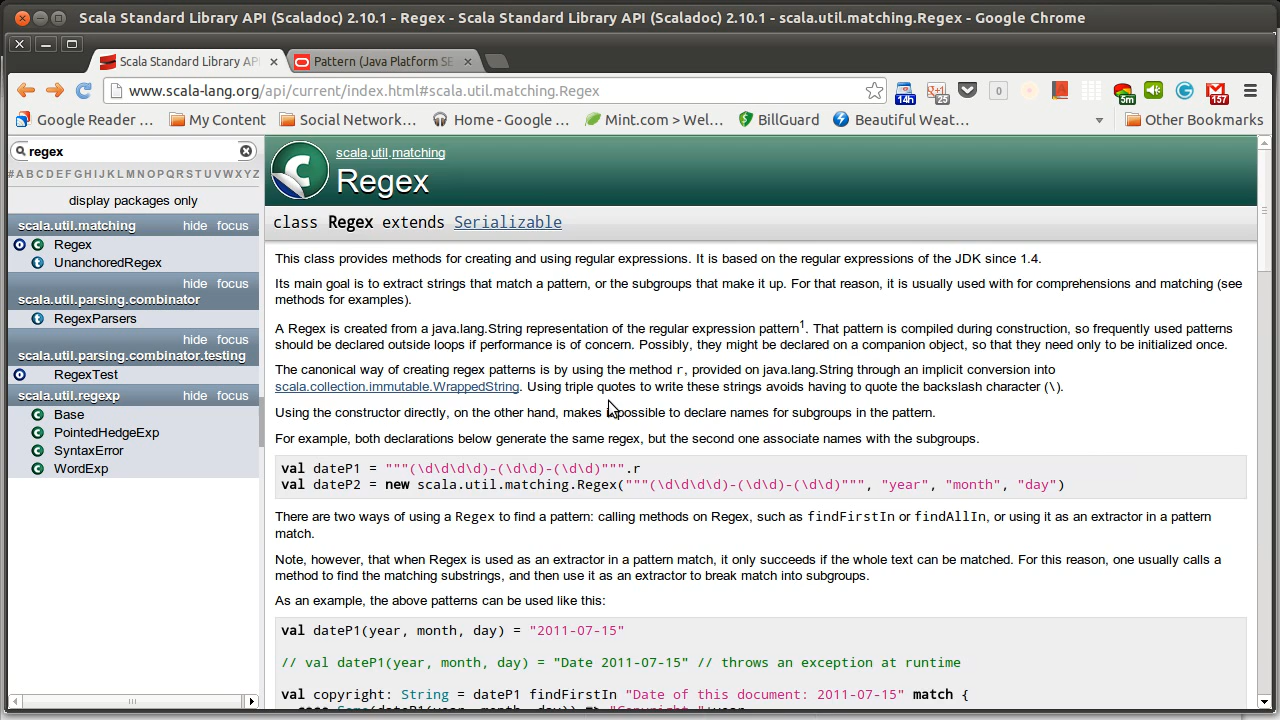 Scala Standard Library API (Scaladoc) 2.10.1 - Regex - Scala Standard Library API (Scaladoc) 2.10.1 - scala.util.matching.Regex - Google Chrome
Scala Standard Library API
Pattern (Java Platform SE
www.scala-lang.org/api/current/index.html#scala.util.matching.Regex
14h
25
0
5m
157
Google Reader ...
My Content
Social Network...
Home - Google ...
Mint.com > Wel...
BillGuard
Beautiful Weat...
Other Bookmarks
regex
#ABCDEFGHIJKLMNOPQRSTUVWXYZ
display packages only
scala.util.matching hide focus
Regex
UnanchoredRegex
hide focus
scala.util.parsing.combinator
RegexParsers
hide focus
scala.util.parsing.combinator.testing
RegexTest
scala.util.regexp hide focus
Base
PointedHedgeExp
SyntaxError
WordExp
scala.util.matching
Regex
class Regex extends Serializable
This class provides methods for creating and using regular expressions. It is based on the regular expressions of the JDK since 1.4.
Its main goal is to extract strings that match a pattern, or the subgroups that make it up. For that reason, it is usually used with for comprehensions and matching (see
methods for examples).
A Regex is created from a java.lang.String representation of the regular expression pattern1. That pattern is compiled during construction, so frequently used patterns
should be declared outside loops if performance is of concern. Possibly, they might be declared on a companion object, so that they need only to be initialized once.
The canonical way of creating regex patterns is by using the method r, provided on java.lang.String through an implicit conversion into
scala.collection.immutable.WrappedString. Using triple quotes to write these strings avoids having to quote the backslash character (\).
Using the constructor directly, on the other hand, makes possible to declare names for subgroups in the pattern.
For example, both declarations below generate the same regex, but the second one associate names with the subgroups.
val dateP1 = """(\d\d\d\d)-(\d\d)-(\d\d)""".r
val dateP2 = new scala.util.matching.Regex("""(\d\d\d\d)-(\d\d)-(\d\d)""", "year", "month", "day")
There are two ways of using a Regex to find a pattern: calling methods on Regex, such as findFirstIn or findAllIn, or using it as an extractor in a pattern
match.
Note, however, that when Regex is used as an extractor in a pattern match, it only succeeds if the whole text can be matched. For this reason, one usually calls a
method to find the matching substrings, and then use it as an extractor to break match into subgroups.
As an example, the above patterns can be used like this:
val dateP1(year, month, day) = "2011-07-15"
// val dateP1(year, month, day) = "Date 2011-07-15" // throws an exception at runtime
val copyright: String = dateP1 findFirstIn "Date of this document: 2011-07-15" match {